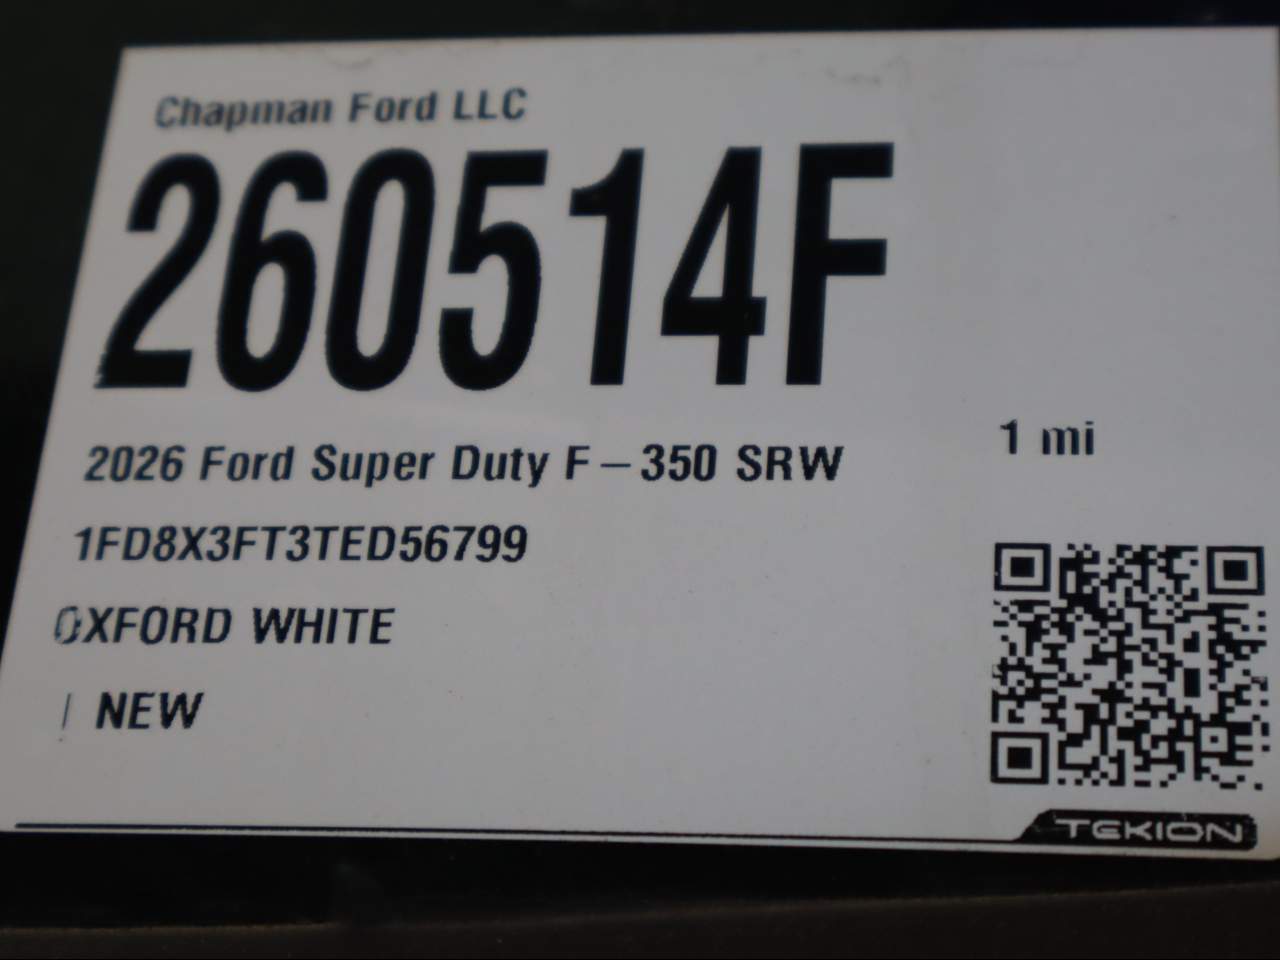 Chapman Ford LLC
260514F
2026 Ford Super Duty F-350 SRW
1 mi
1FD8X3FT3TED56799
OXFORD WHITE
| NEW
TEKION